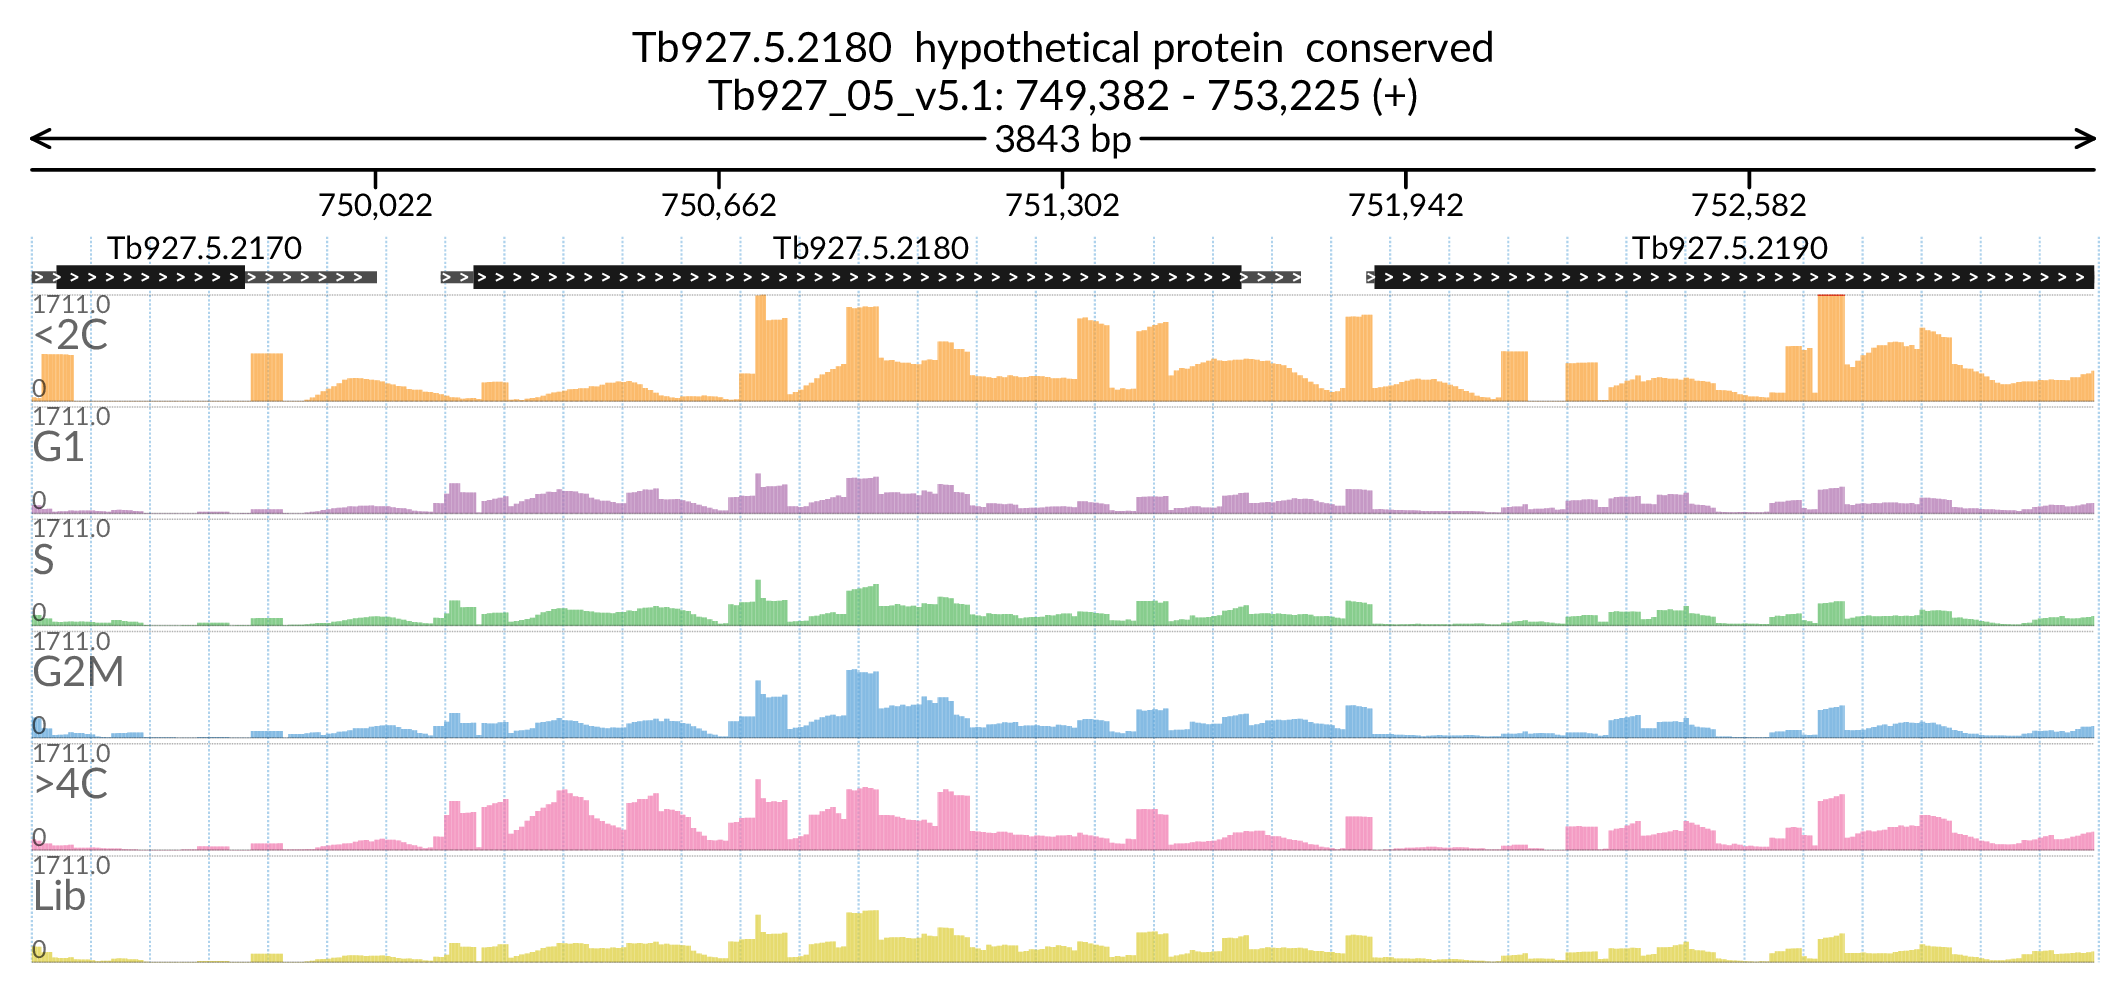 Tb927.5.2180  hypothetical protein  conserved
Tb927_05_v5.1: 749,382 - 753,225 (+)
3843 bp
750,022 750,662 751,302 751,942 752,582
Tb927.5.2170 Tb927.5.2180 Tb927.5.2190
1711.0
<2C
0
1711.0
G1
0
1711.0
S
0
1711.0
G2M
0
1711.0
>4C
0
1711.0
Lib
0